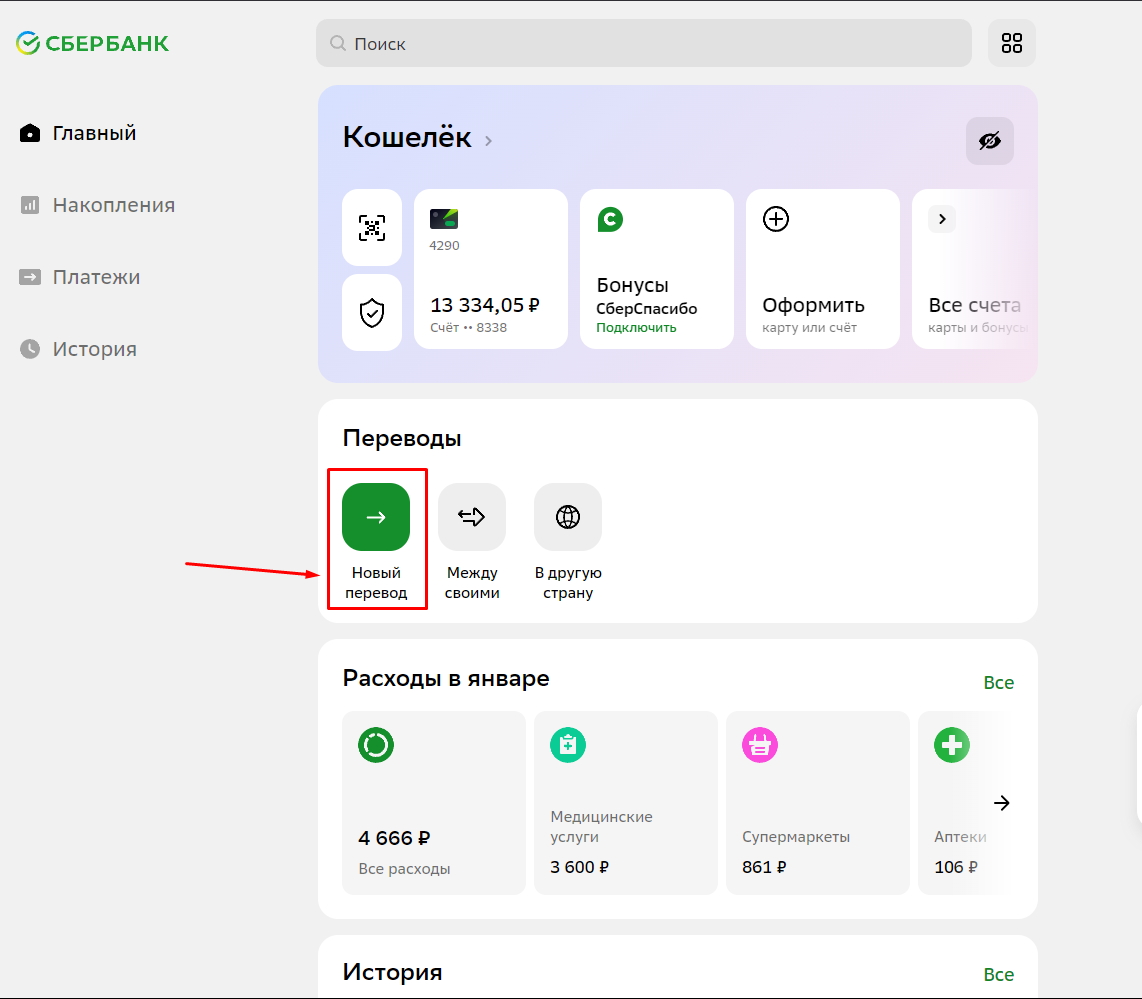 СБЕРБАНК
Поиск
Главный
Накопления
Платежи
История
Кошелёк
4290
13 334,05 ₽
Счёт •• 8338
Бонусы
СберСпасибо
Подключить
Оформить
карту или счёт
Все счета
карты и бонусы
Переводы
Новый
перевод
Между
своими
В другую
страну
Расходы в январе
Все
4 666 ₽
Все расходы
Медицинские
услуги
3 600 ₽
Супермаркеты
861 ₽
Аптеки
106 ₽
История
Все